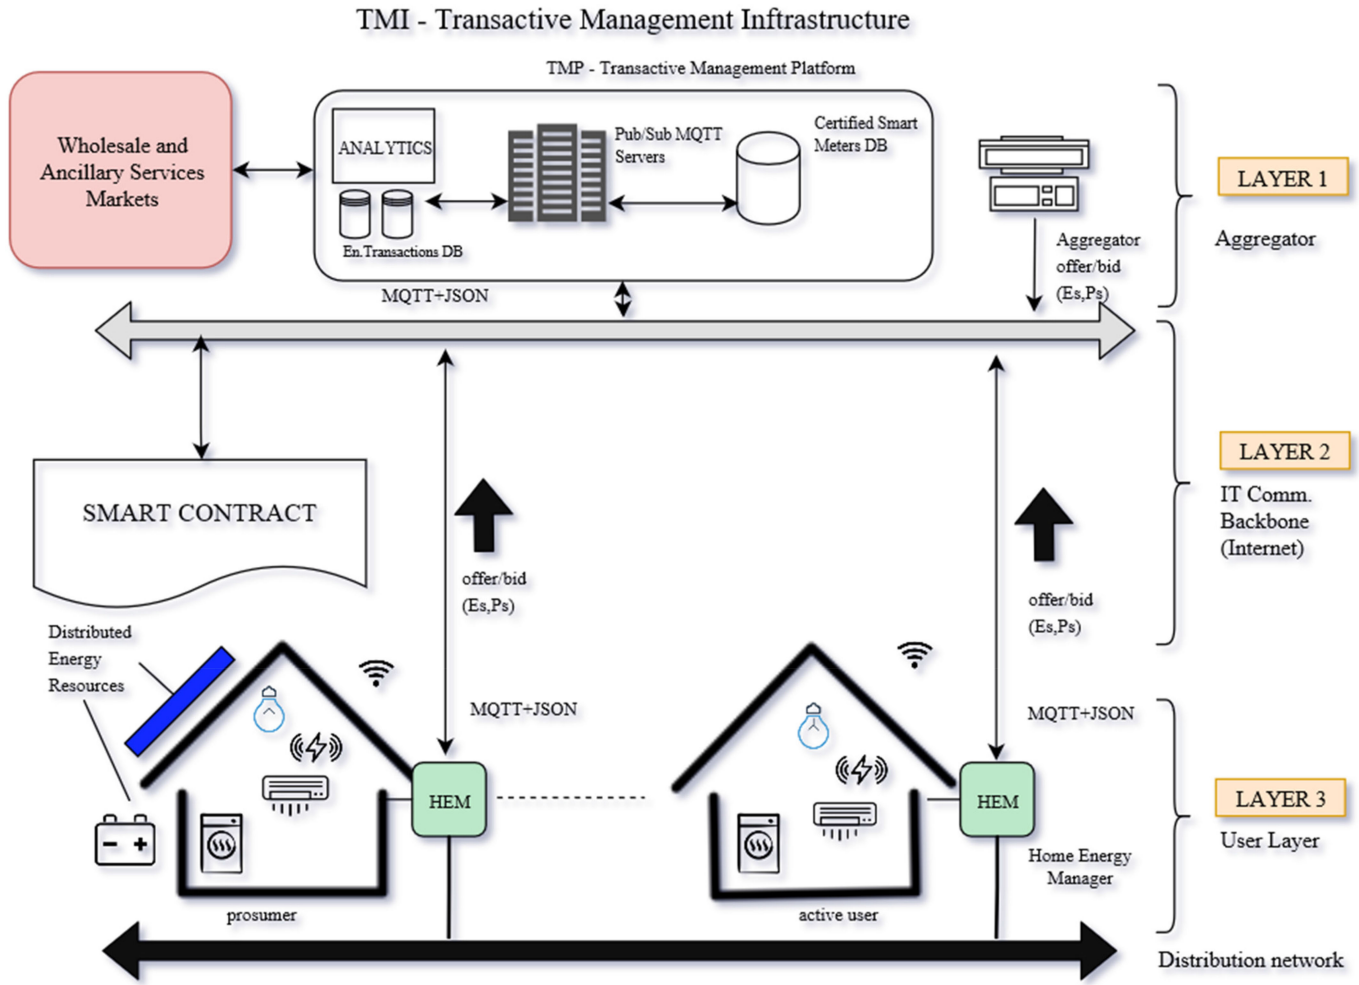 TMI - Transactive Management Inftrastructure
TMP - Transactive Management Platform
Wholesale and
Ancillary Services
Markets
ANALYTICS
En.Transactions DB
Pub/Sub MQTT
Servers
Certified Smart
Meters DB
Aggregator
offer/bid
(Es,Ps)
LAYER 1
Aggregator
MQTT+JSON
SMART CONTRACT
offer/bid
(Es,Ps)
offer/bid
(Es,Ps)
LAYER 2
IT Comm.
Backbone
(Internet)
Distributed
Energy
Resources
MQTT+JSON
MQTT+JSON
HEM
HEM
LAYER 3
User Layer
Home Energy
Manager
prosumer
active user
Distribution network